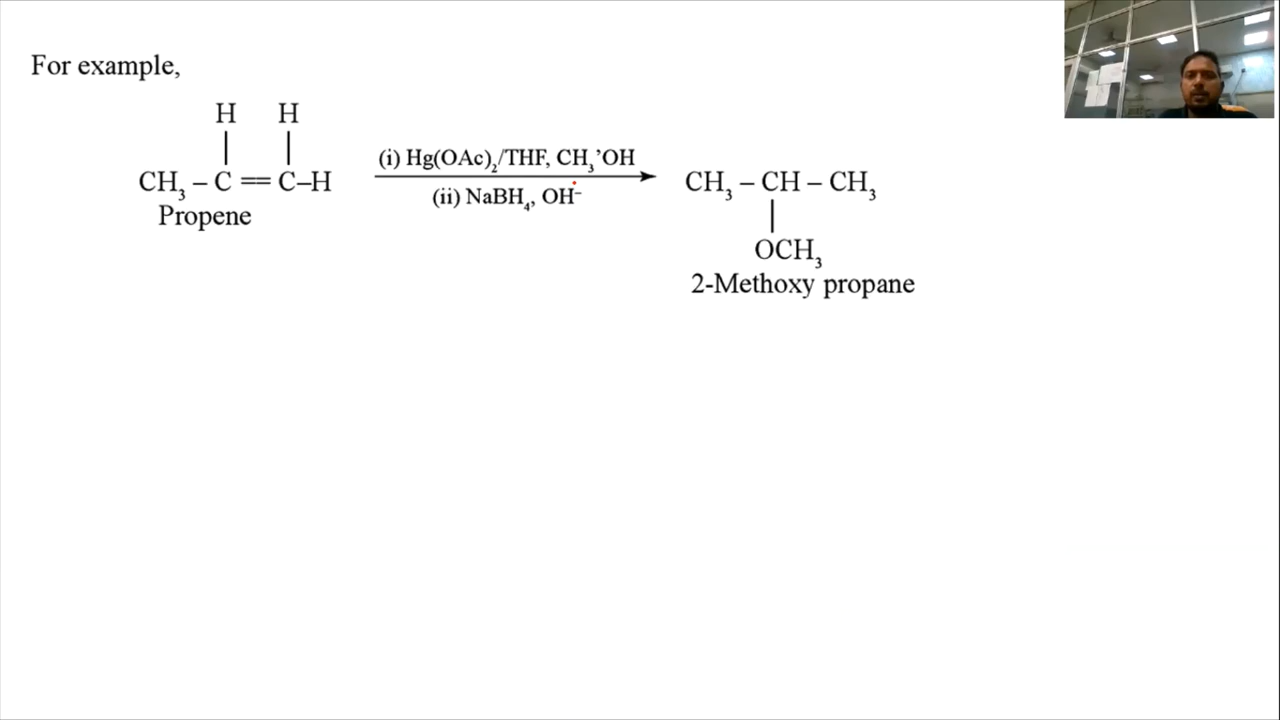 For example,
H H
| |
CH₃ – C == C–H
Propene
(i) Hg(OAc)₂/THF, CH₃’OH
(ii) NaBH₄, OH⁻
CH₃ – CH – CH₃
|
OCH₃
2-Methoxy propane